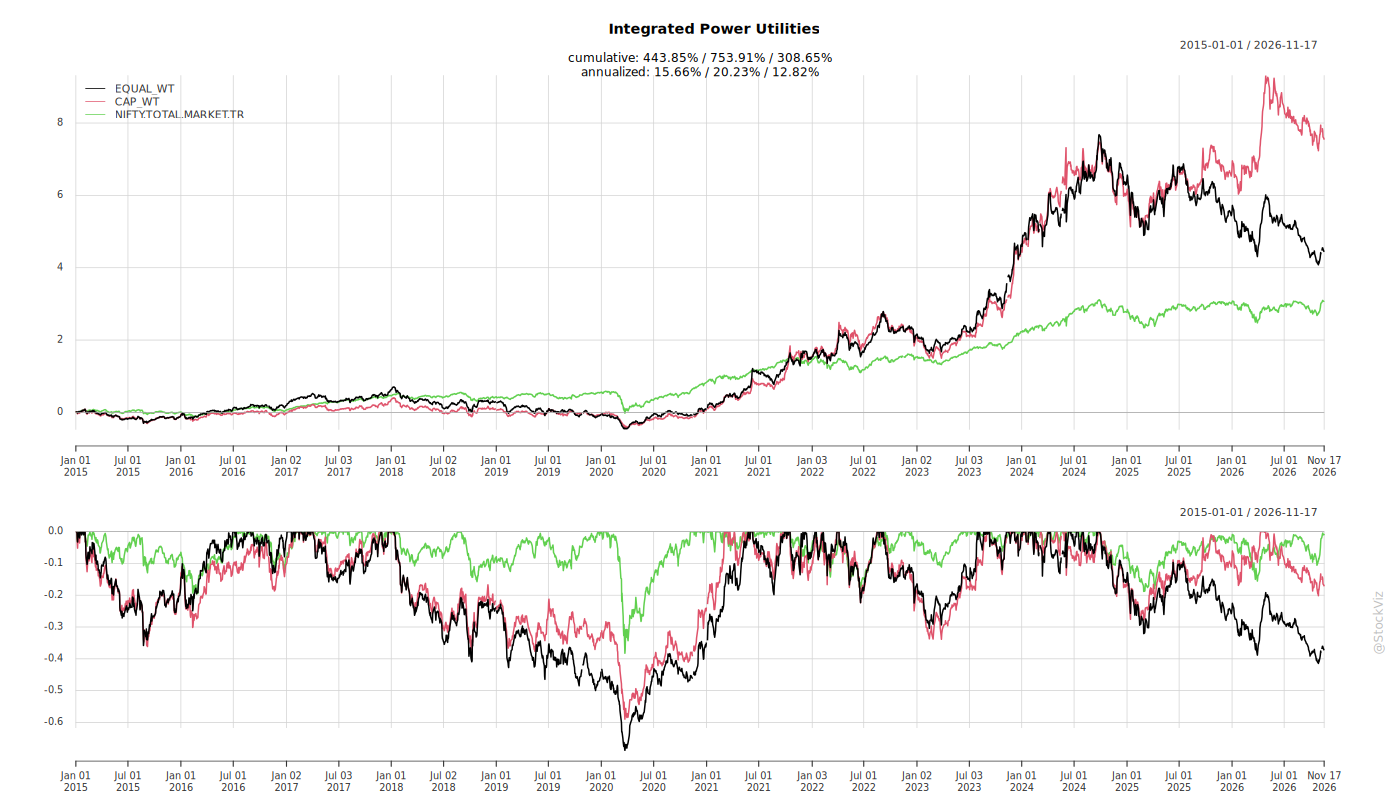 Integrated Power Utilities
2015-01-01 / 2026-11-17
cumulative: 443.85% / 753.91% / 308.65%
annualized: 15.66% / 20.23% / 12.82%
EQUAL_WT
CAP_WT
NIFTY.TOTAL.MARKET.TR
8
6
4
2
0
Jan 01 Jul 01 Jan 01 Jul 01 Jan 02 Jul 03 Jan 01 Jul 02 Jan 01 Jul 01 Jan 01 Jul 01 Jan 01 Jul 01 Jan 03 Jul 01 Jan 02 Jul 03 Jan 01 Jul 01 Jan 01 Jul 01 Jan 01 Jul 01 Nov 17
2015 2015 2016 2016 2017 2017 2018 2018 2019 2019 2020 2020 2021 2021 2022 2022 2023 2023 2024 2024 2025 2025 2026 2026 2026
2015-01-01 / 2026-11-17
0.0
-0.1
-0.2
-0.3
-0.4
-0.5
-0.6
Jan 01 Jul 01 Jan 01 Jul 01 Jan 02 Jul 03 Jan 01 Jul 02 Jan 01 Jul 01 Jan 01 Jul 01 Jan 01 Jul 01 Jan 03 Jul 01 Jan 02 Jul 03 Jan 01 Jul 01 Jan 01 Jul 01 Jan 01 Jul 01 Nov 17
2015 2015 2016 2016 2017 2017 2018 2018 2019 2019 2020 2020 2021 2021 2022 2022 2023 2023 2024 2024 2025 2025 2026 2026 2026
@StockViz